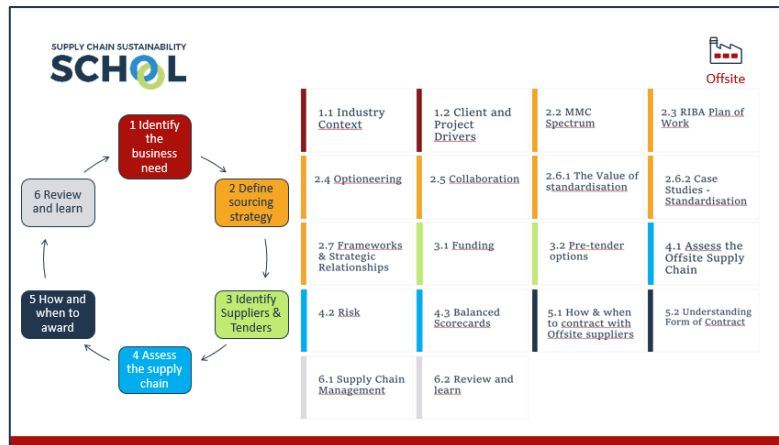 SUPPLY CHAIN SUSTAINABILITY
SCHOOL
Offsite
1 Identify
the
business
need
2 Define
sourcing
strategy
3 Identify
Suppliers &
Tenders
4 Assess
the supply
chain
5 How and
when to
award
6 Review
and learn
1.1 Industry
Context
1.2 Client and
Project
Drivers
2.2 MMC
Spectrum
2.3 RIBA Plan of
Work
2.4 Optioneering
2.5 Collaboration
2.6.1 The Value of
standardisation
2.6.2 Case
Studies -
Standardisation
2.7 Frameworks
& Strategic
Relationships
3.1 Funding
3.2 Pre-tender
options
4.1 Assess the
Offsite Supply
Chain
4.2 Risk
4.3 Balanced
Scorecards
5.1 How & when
to contract with
Offsite suppliers
5.2 Understanding
Form of Contract
6.1 Supply Chain
Management
6.2 Review and
learn